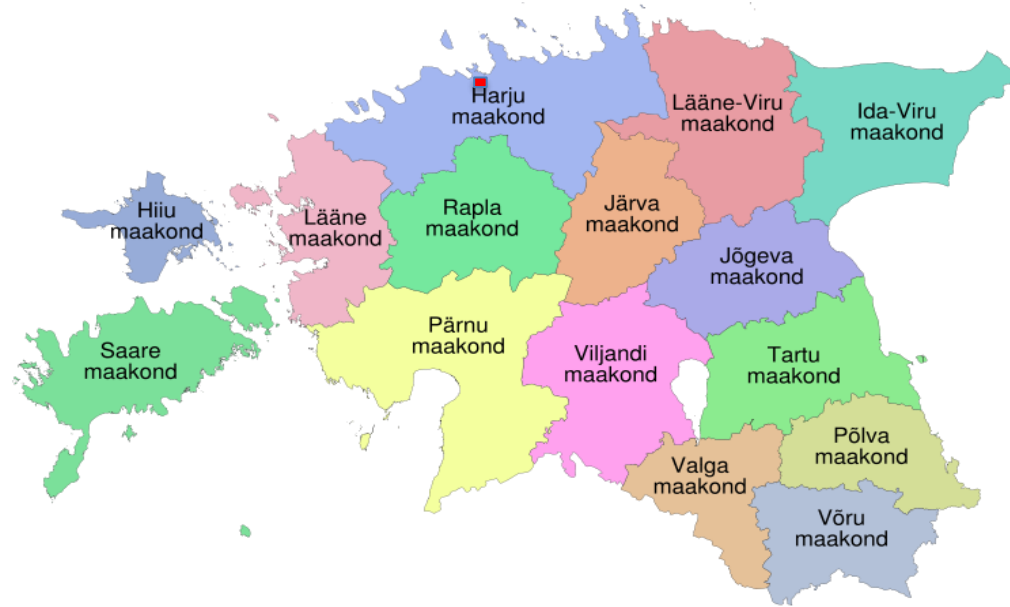 Harju
maakond
Lääne-Viru
maakond
Ida-Viru
maakond
Hiiu
maakond
Lääne
maakond
Rapla
maakond
Järva
maakond
Jõgeva
maakond
Saare
maakond
Pärnu
maakond
Viljandi
maakond
Tartu
maakond
Põlva
maakond
Valga
maakond
Võru
maakond